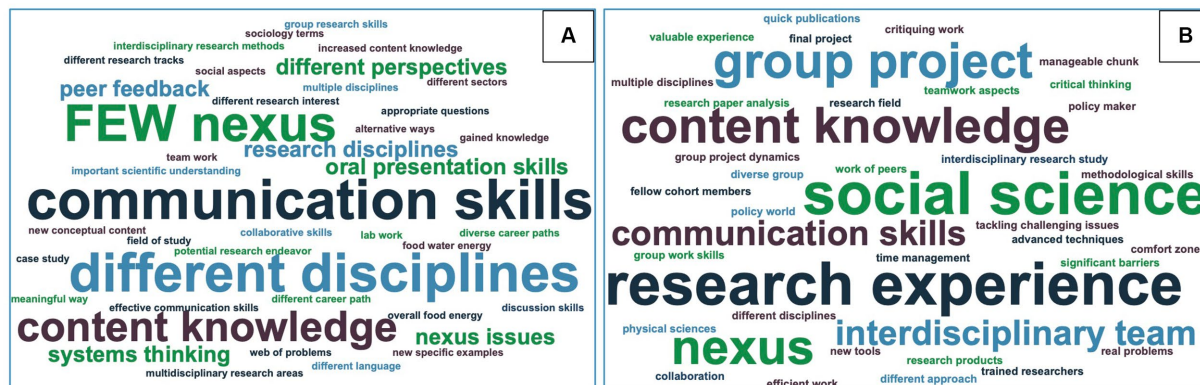 A
group research skills
sociology terms
interdisciplinary research methods
increased content knowledge
different research tracks
social aspects
different perspectives
peer feedback
multiple disciplines
different sectors
different research interest
appropriate questions
FEW nexus
alternative ways
gained knowledge
research disciplines
team work
oral presentation skills
important scientific understanding
communication skills
new conceptual content
collaborative skills
lab work
diverse career paths
field of study
food water energy
potential research endeavor
case study
different disciplines
meaningful way
different career path
effective communication skills
discussion skills
overall food energy
content knowledge
nexus issues
systems thinking
web of problems
new specific examples
different language
multidisciplinary research areas
B
quick publications
critiquing work
valuable experience
final project
group project
manageable chunk
multiple disciplines
critical thinking
teamwork aspects
research paper analysis
research field
policy maker
content knowledge
group project dynamics
interdisciplinary research study
work of peers
diverse group
methodological skills
fellow cohort members
social science
policy world
tackling challenging issues
communication skills
advanced techniques
comfort zone
group work skills
time management
significant barriers
research experience
different disciplines
physical sciences
interdisciplinary team
nexus
new tools
real problems
research products
collaboration
trained researchers
different approach
efficient work